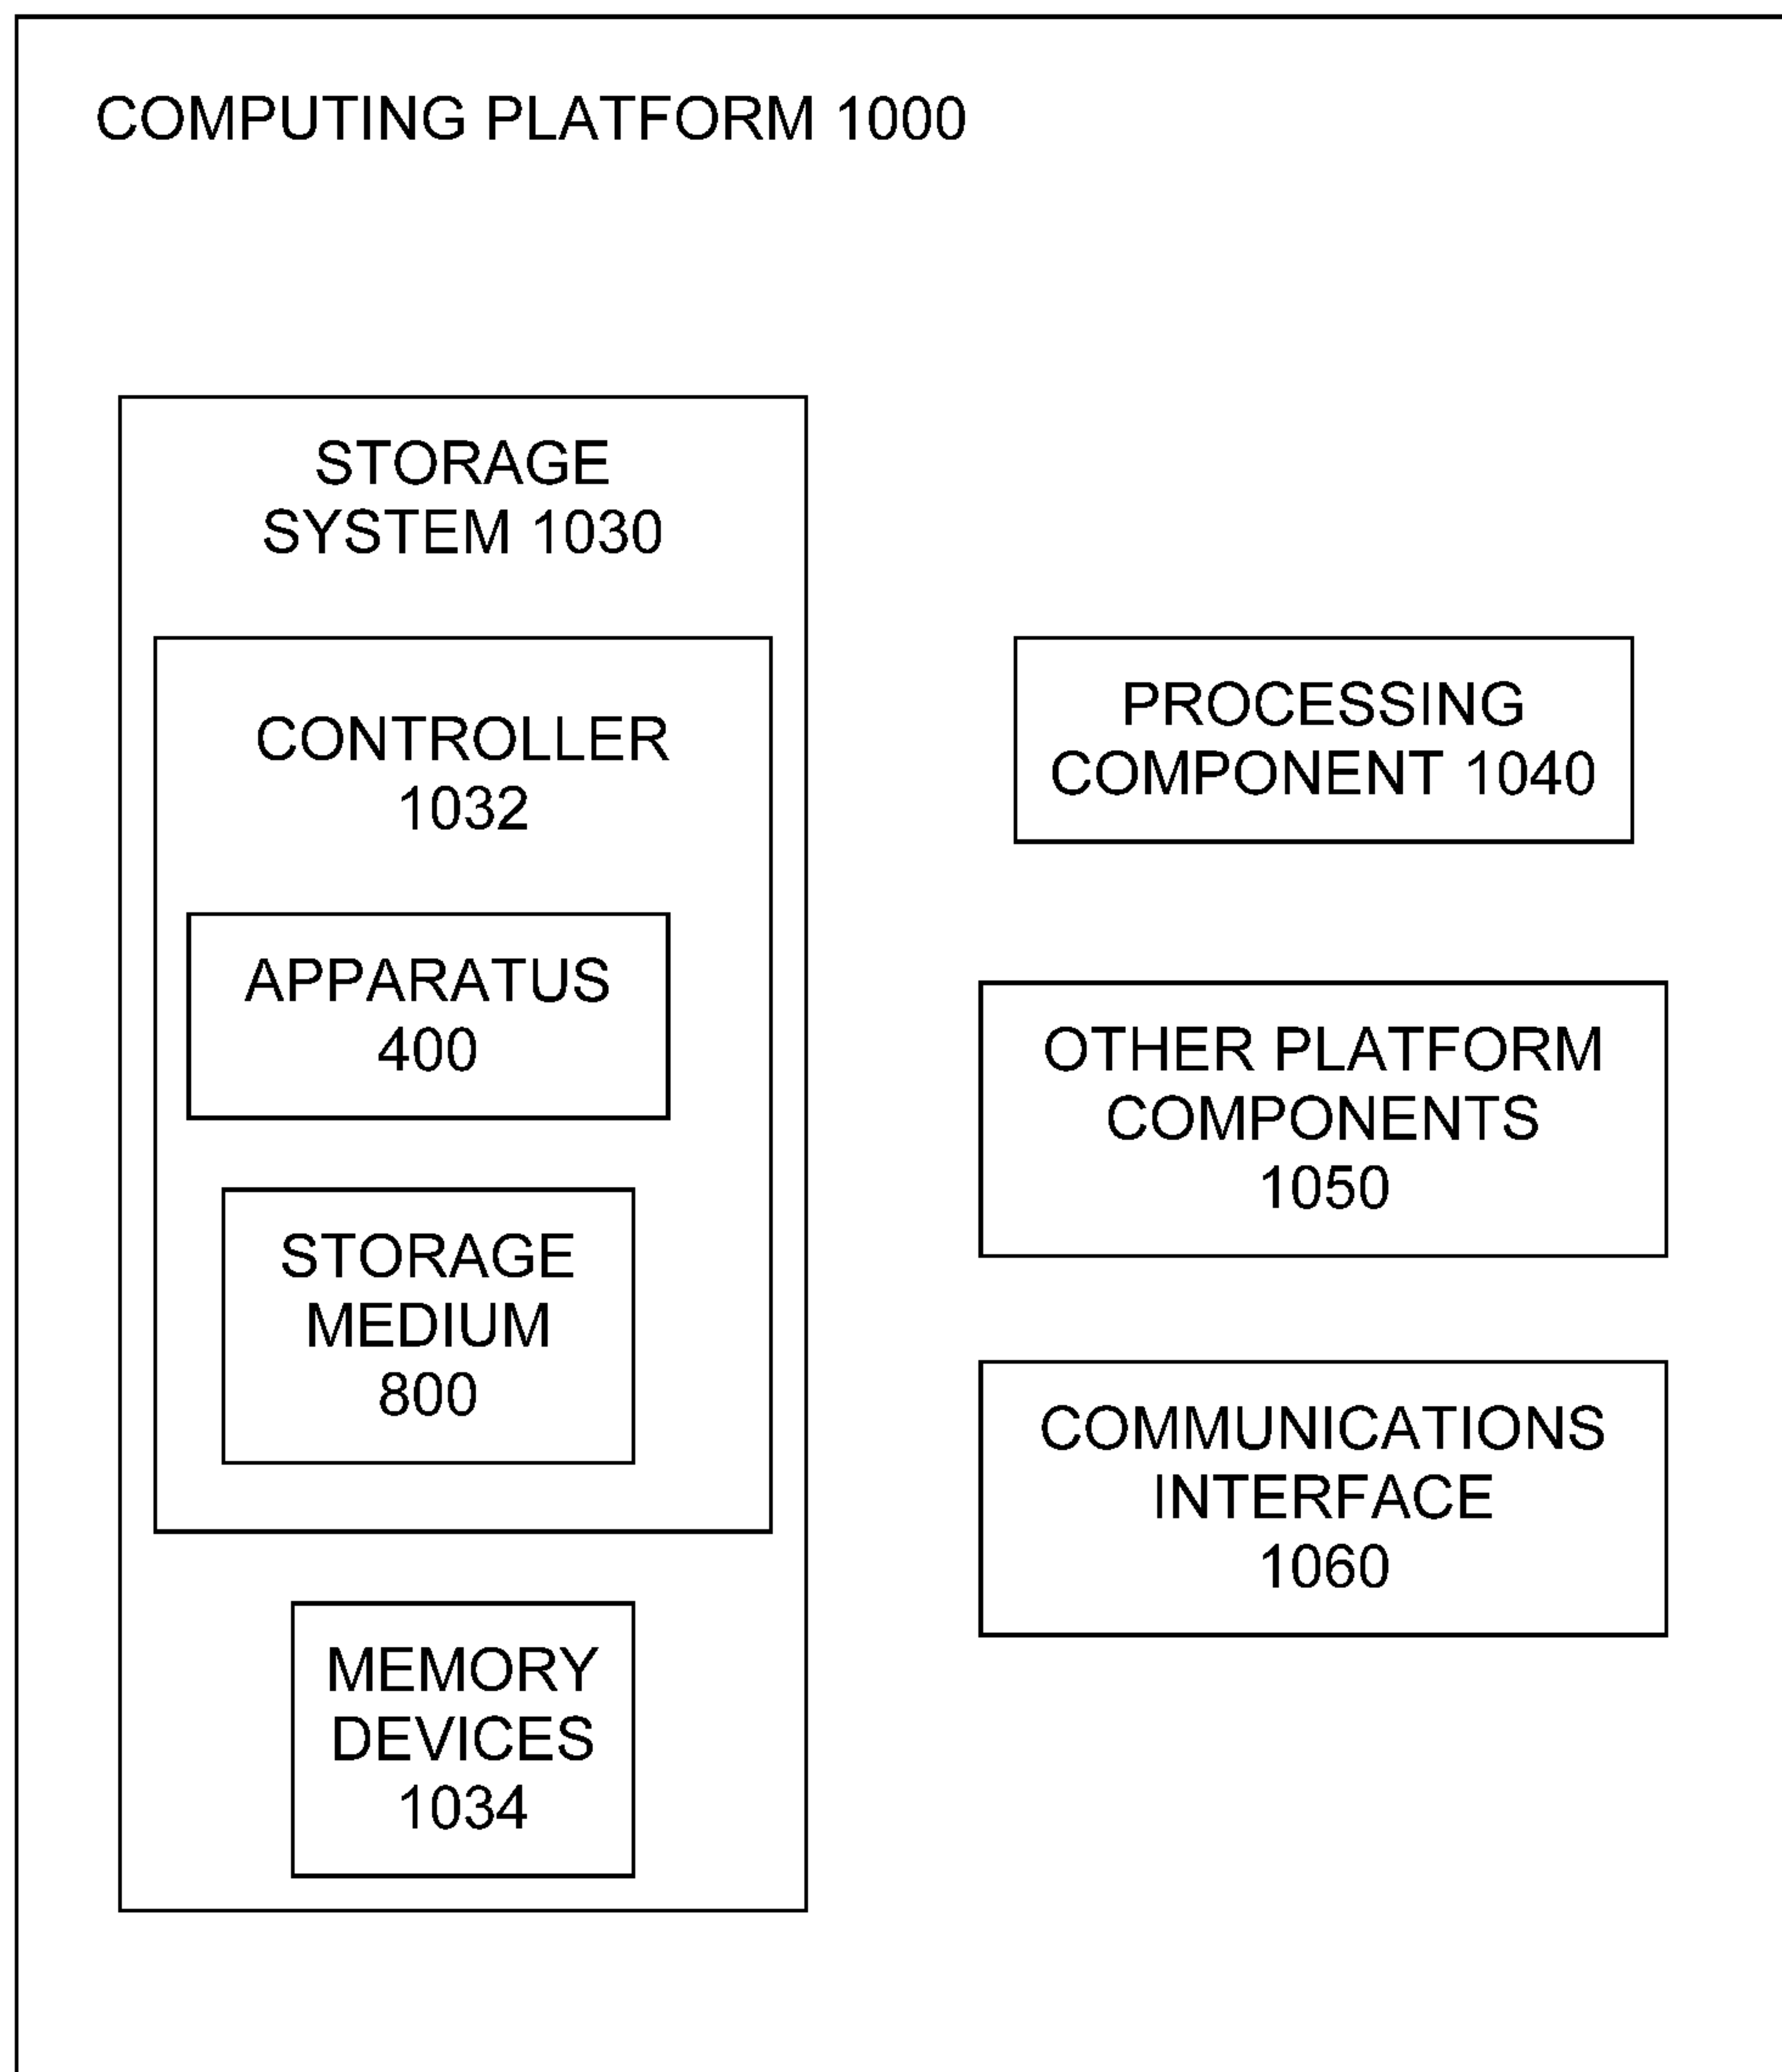 COMPUTING PLATFORM 1000
STORAGE
SYSTEM 1030
CONTROLLER
1032
APPARATUS
400
STORAGE
MEDIUM
800
MEMORY
DEVICES
1034
PROCESSING
COMPONENT 1040
OTHER PLATFORM
COMPONENTS
1050
COMMUNICATIONS
INTERFACE
1060